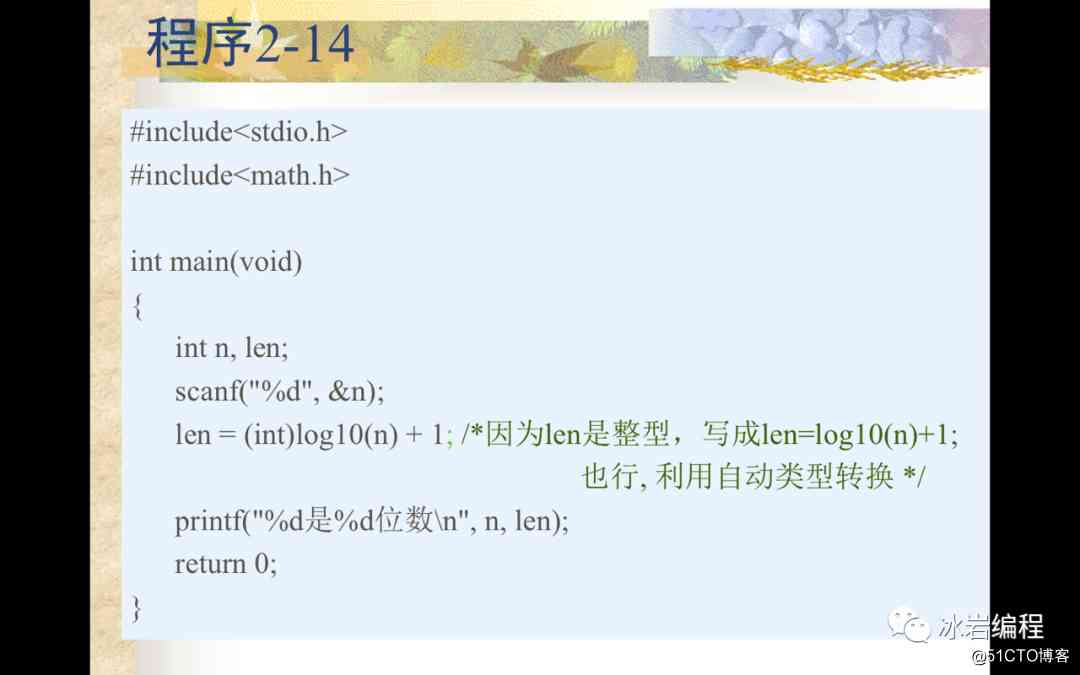 程序2-14
#include<stdio.h>
#include<math.h>
int main(void)
{
int n, len;
scanf("%d", &n);
len = (int)log10(n) + 1; /*因为len是整型，写成len=log10(n)+1;
也行, 利用自动类型转换 */
printf("%d是%d位数\n", n, len);
return 0;
}
冰岩编程
@51CTO博客